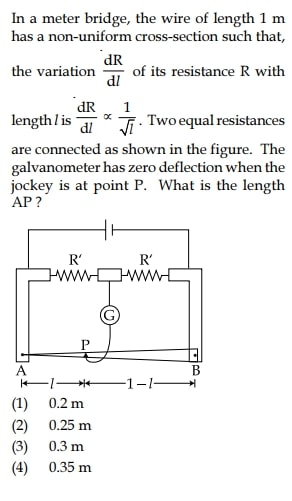 In a meter bridge, the wire of length 1 m
has a non-uniform cross-section such that,
the variation dR/dl of its resistance R with
length l is dR/dl ∝ 1/√l . Two equal resistances
are connected as shown in the figure. The
galvanometer has zero deflection when the
jockey is at point P. What is the length
AP ?
R′ R′
G
P
A B
l 1 – l
(1) 0.2 m
(2) 0.25 m
(3) 0.3 m
(4) 0.35 m